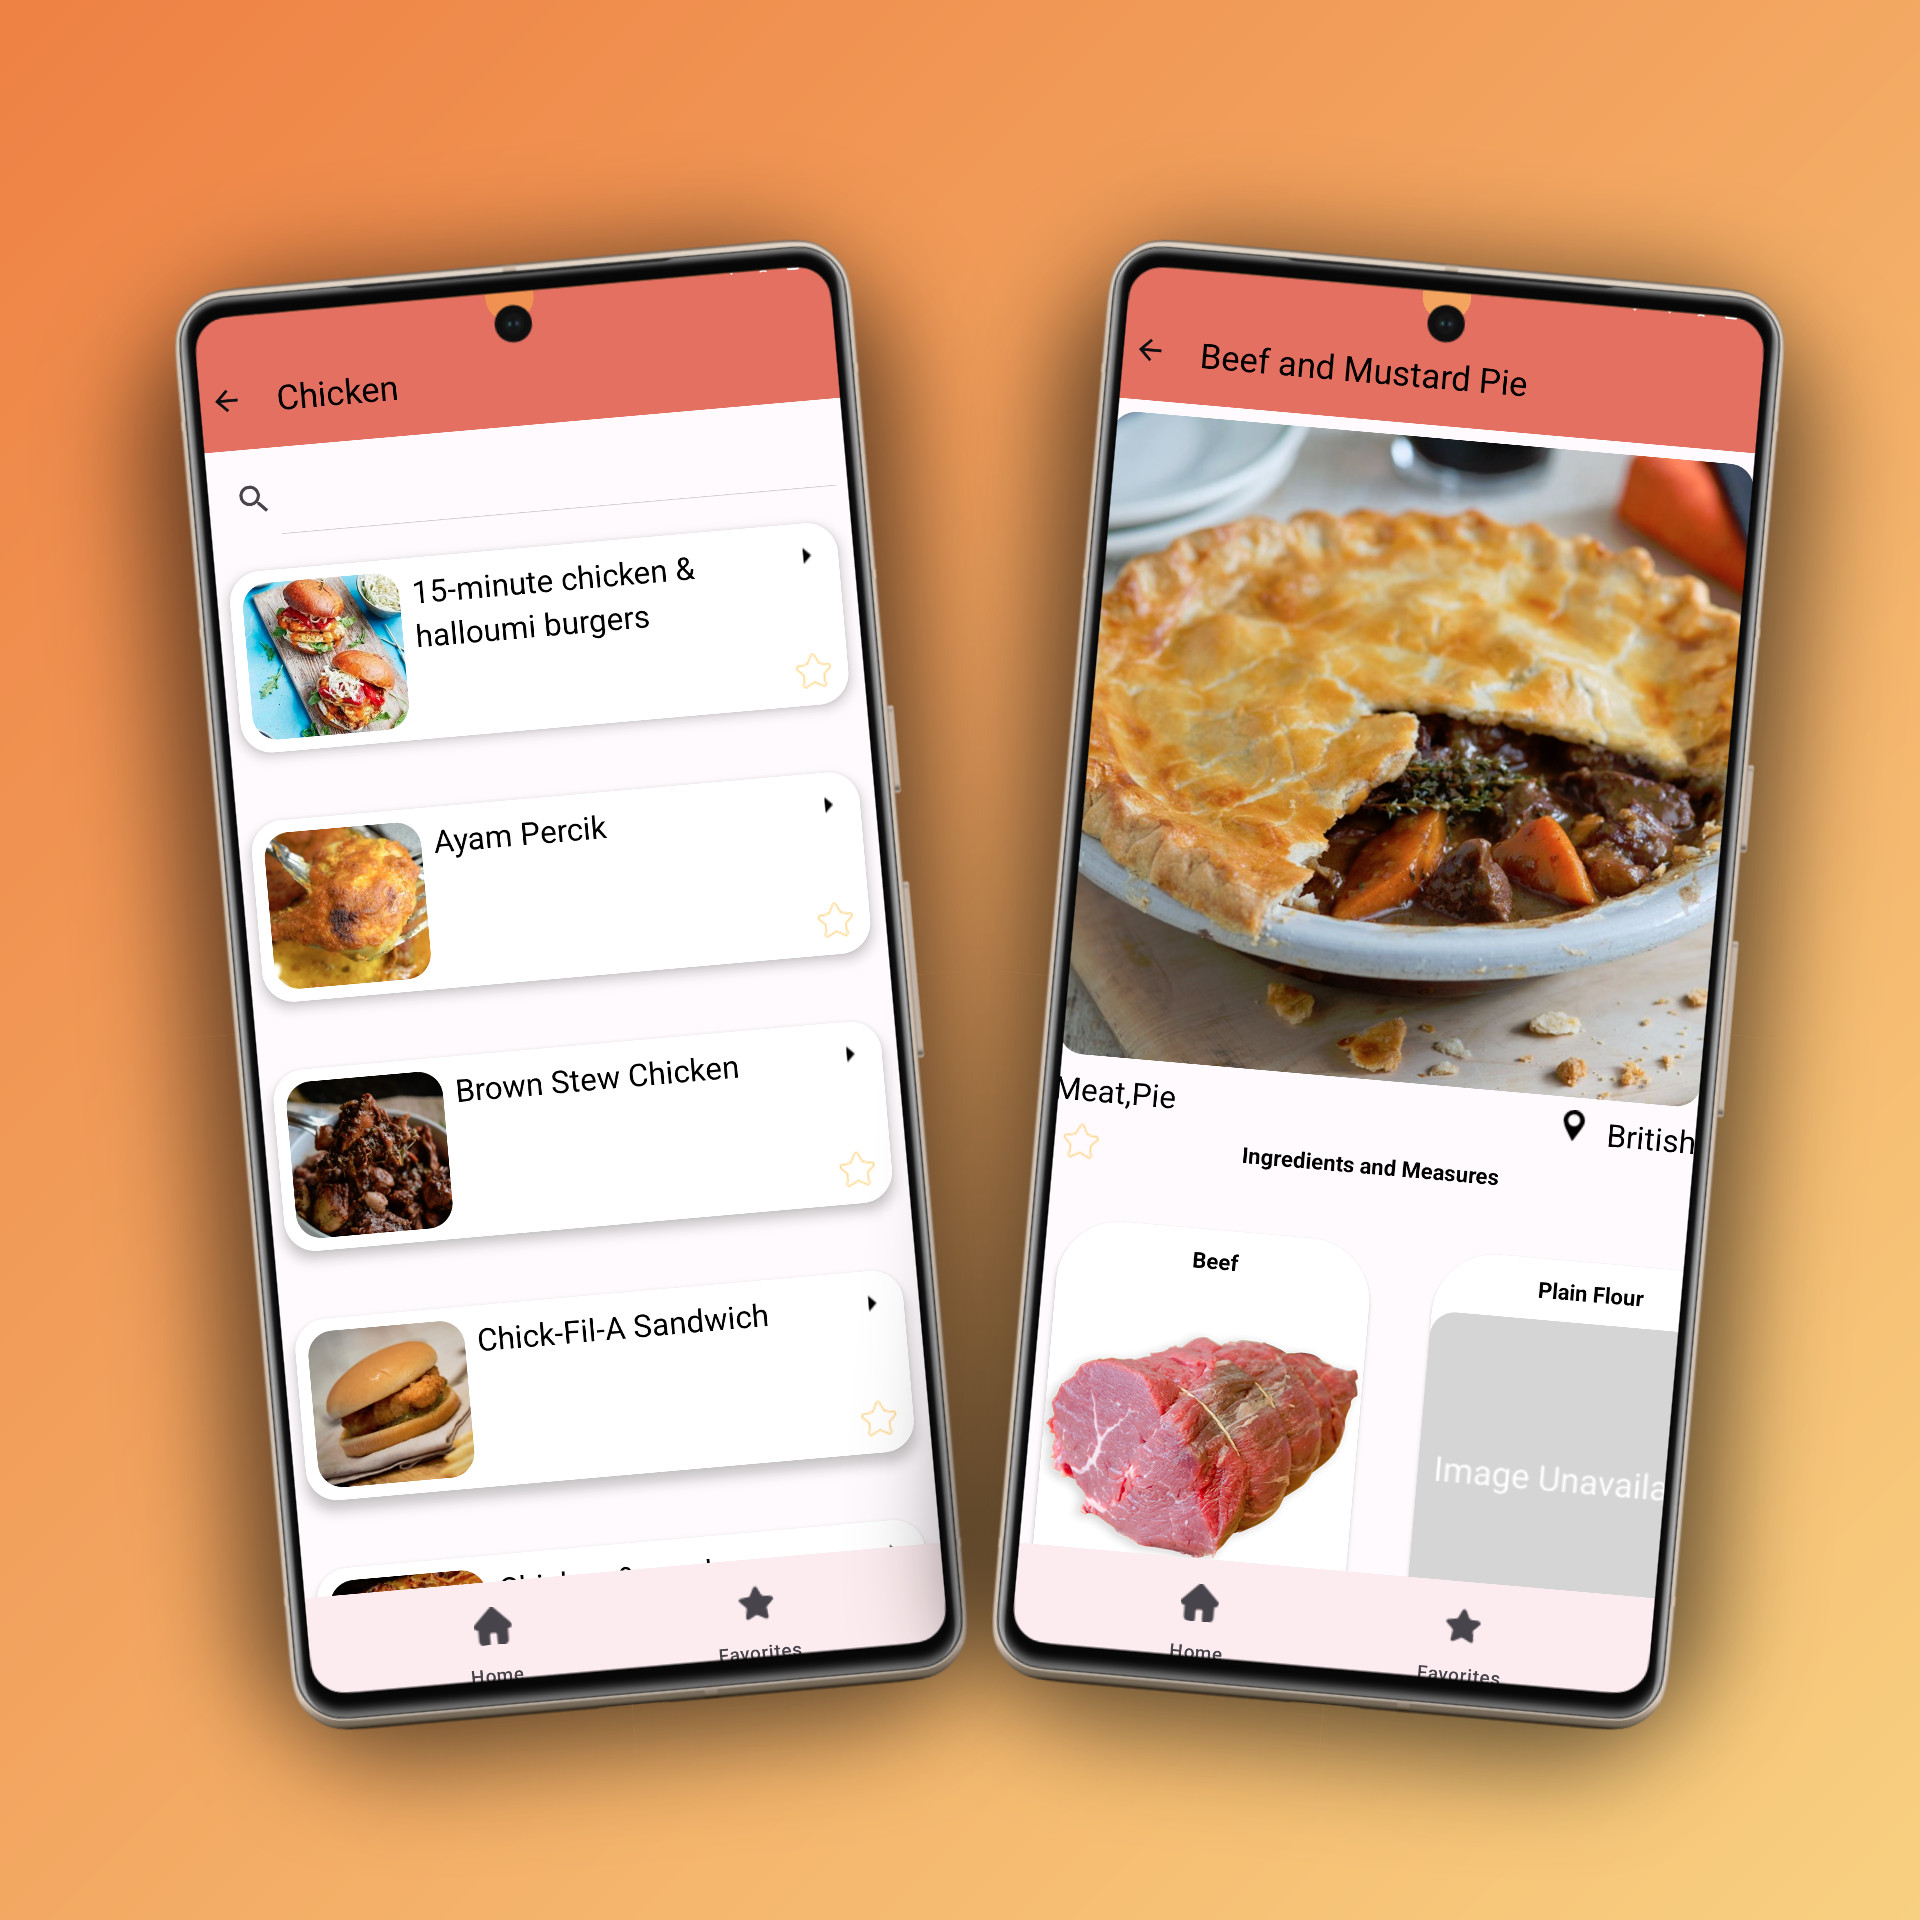 Chicken
15-minute chicken &
halloumi burgers
Ayam Percik
Brown Stew Chicken
Chick-Fil-A Sandwich
Home
Favorites
Beef and Mustard Pie
Meat,Pie
British
Ingredients and Measures
Beef
Plain Flour
Image Unavaila
Home
Favorites